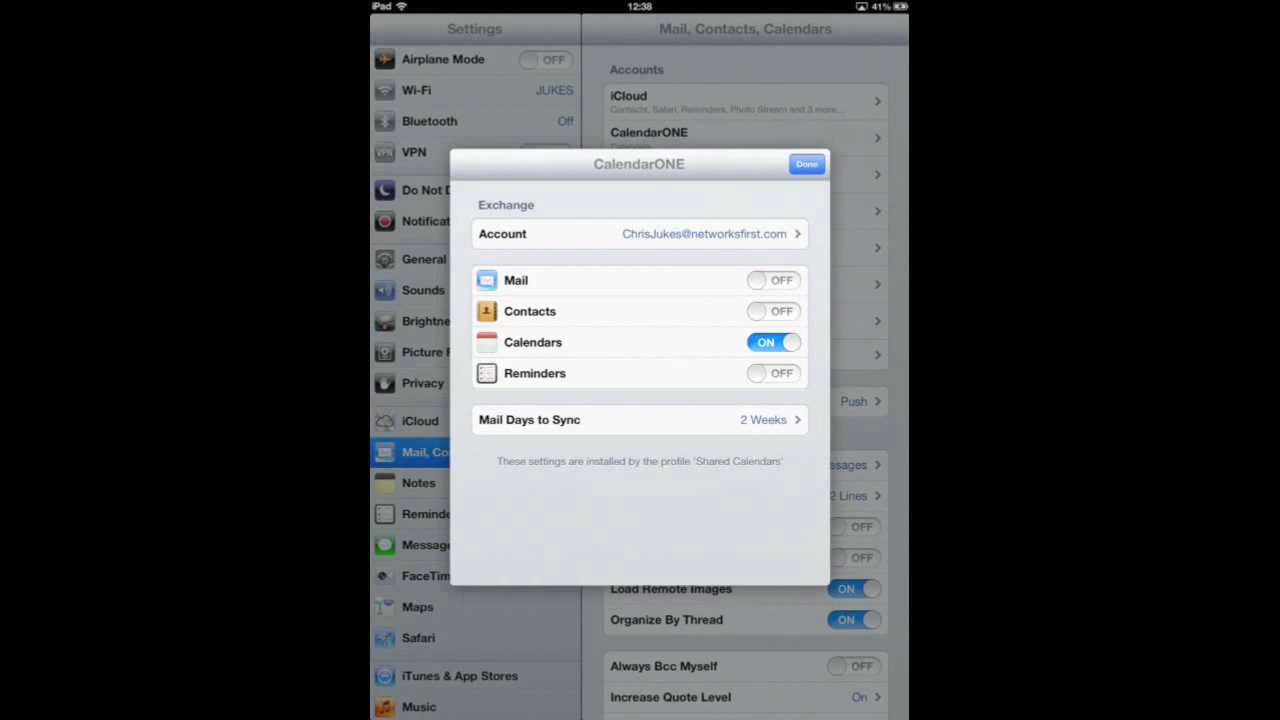 iPad 12:38 41%
Settings
Airplane Mode OFF
Wi-Fi JUKES
Bluetooth Off
VPN
Do Not D
Notificat
General
Sounds
Brightne
Picture F
Privacy
iCloud
Mail, Co
Notes
Reminde
Message
FaceTim
Maps
Safari
iTunes & App Stores
Music
Mail, Contacts, Calendars
Accounts
iCloud
Contacts, Safari, Reminders, Photo Stream and 3 more...
CalendarONE
Calendars
Push
ssages
2 Lines
OFF
OFF
Load Remote Images ON
Organize By Thread ON
Always Bcc Myself OFF
Increase Quote Level On
CalendarONE Done
Exchange
Account ChrisJukes@networksfirst.com
Mail OFF
Contacts OFF
Calendars ON
Reminders OFF
Mail Days to Sync 2 Weeks
These settings are installed by the profile 'Shared Calendars'